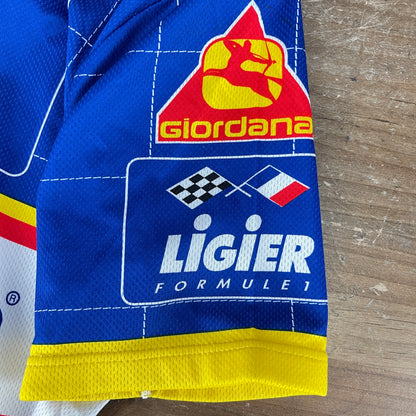 GIORDANA
LIGIER
FORMULE 1
®